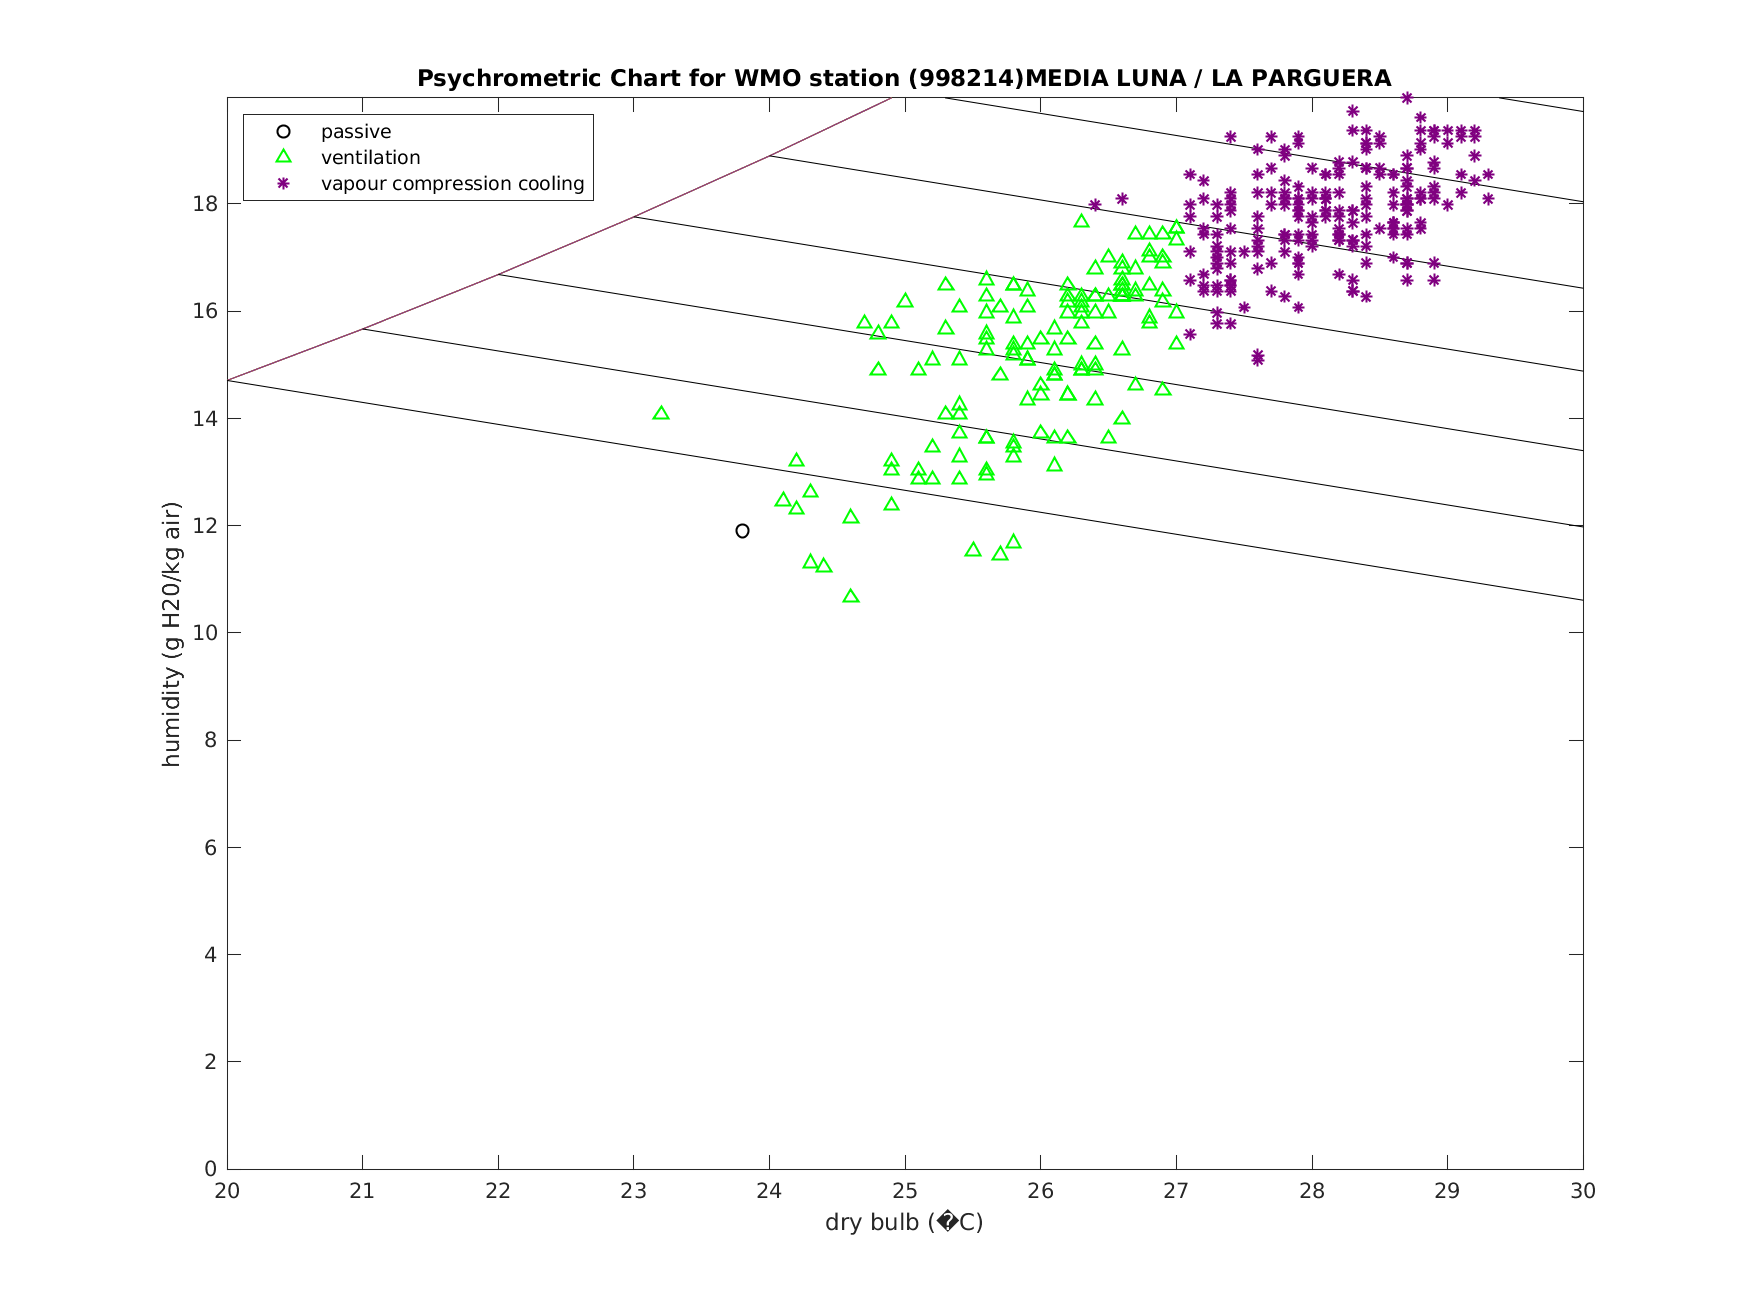 Psychrometric Chart for WMO station (998214)MEDIA LUNA / LA PARGUERA
passive
ventilation
vapour compression cooling
18
16
14
12
10
8
6
4
2
0
humidity (g H20/kg air)
20 21 22 23 24 25 26 27 28 29 30
dry bulb (�C)